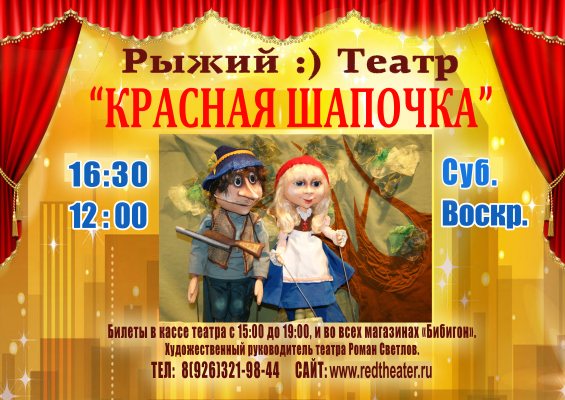 Рыжий :) Театр
“КРАСНАЯ ШАПОЧКА”
16:30 Суб.
12:00 Воскр.
Билеты в кассе театра с 15:00 до 19:00, и во всех магазинах «Бибигон».
Художественный руководитель театра Роман Светлов.
ТЕЛ: 8(926)321-98-44 САЙТ: www.redtheater.ru